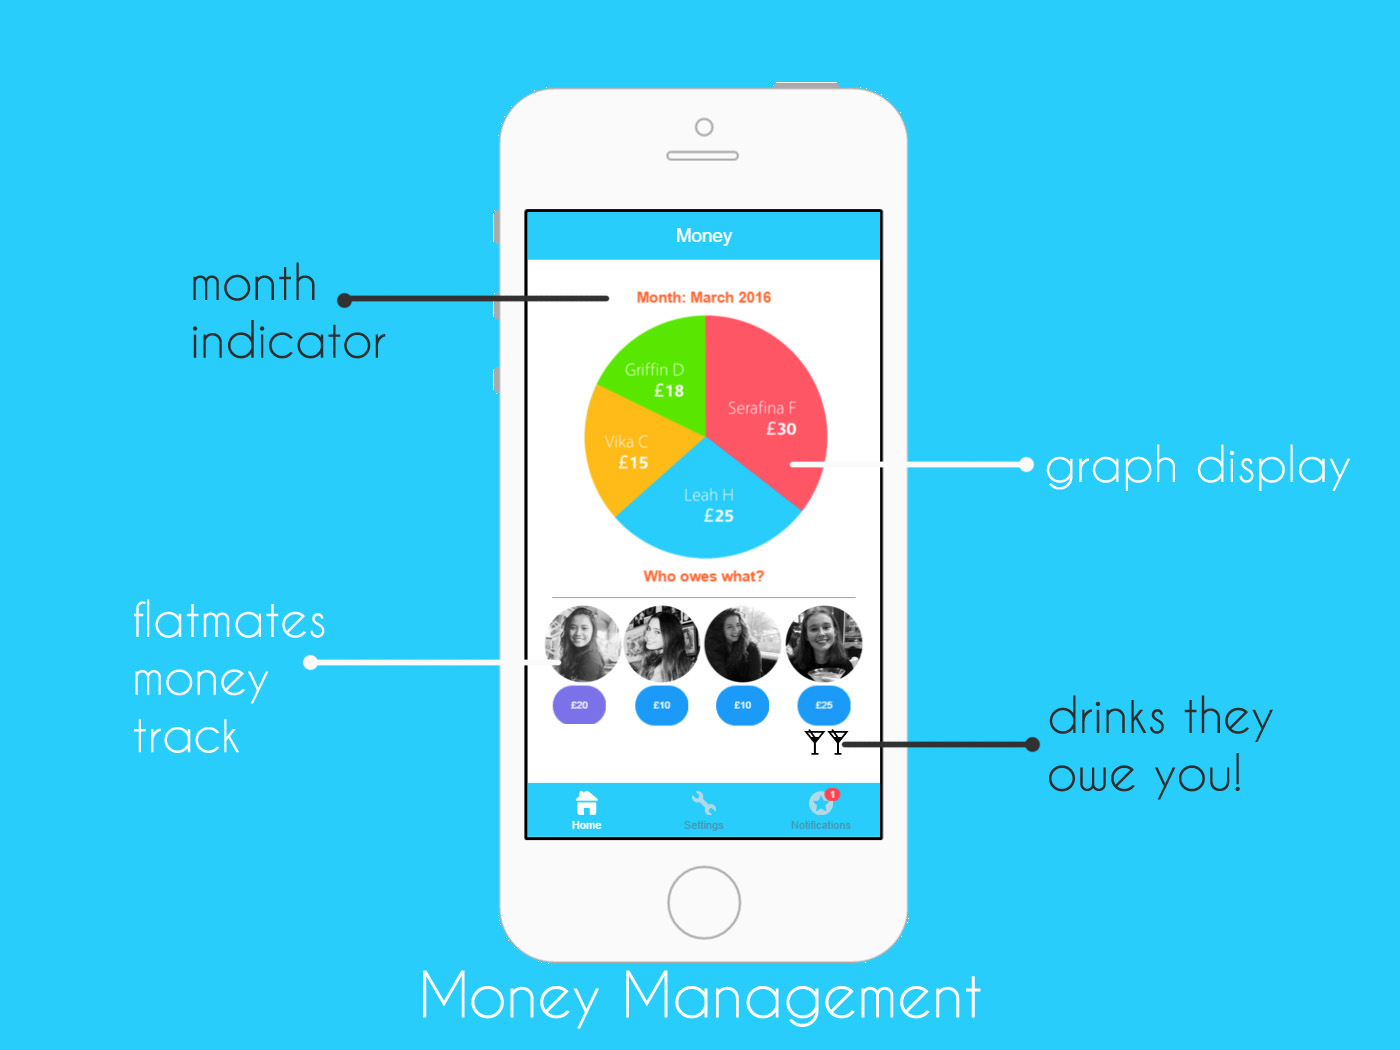 Money
month
indicator
Month: March 2016
Griffin D
£18
Serafina F
£30
Vika C
£15
Leah H
£25
graph display
Who owes what?
flatmates
money
track
£20
£10
£10
£25
drinks they
owe you!
1
Home
Settings
Notifications
Money Management